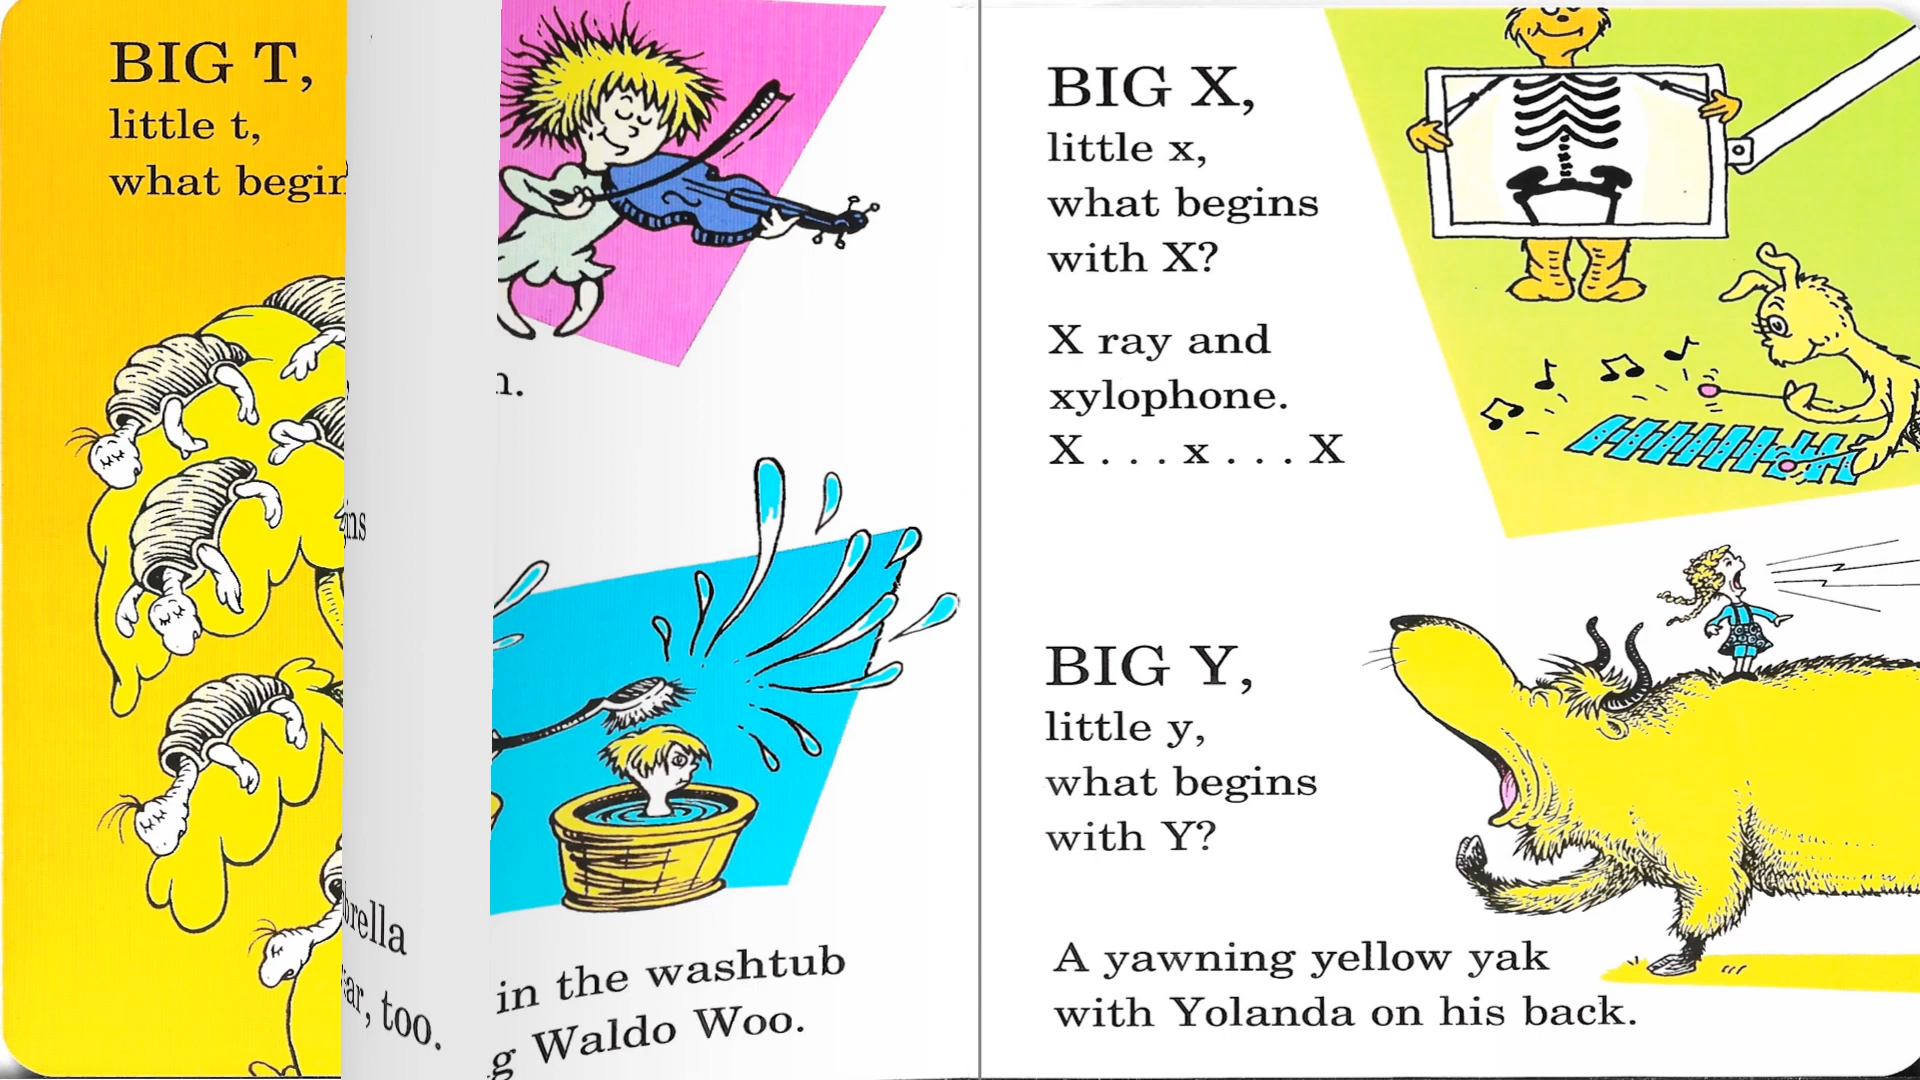 BIG T,
little t,
what begin
too.
in the washtub
Waldo Woo.
BIG X,
little x,
what begins
with X?
X ray and
xylophone.
X . . . x . . . X
BIG Y,
little y,
what begins
with Y?
A yawning yellow yak
with Yolanda on his back.